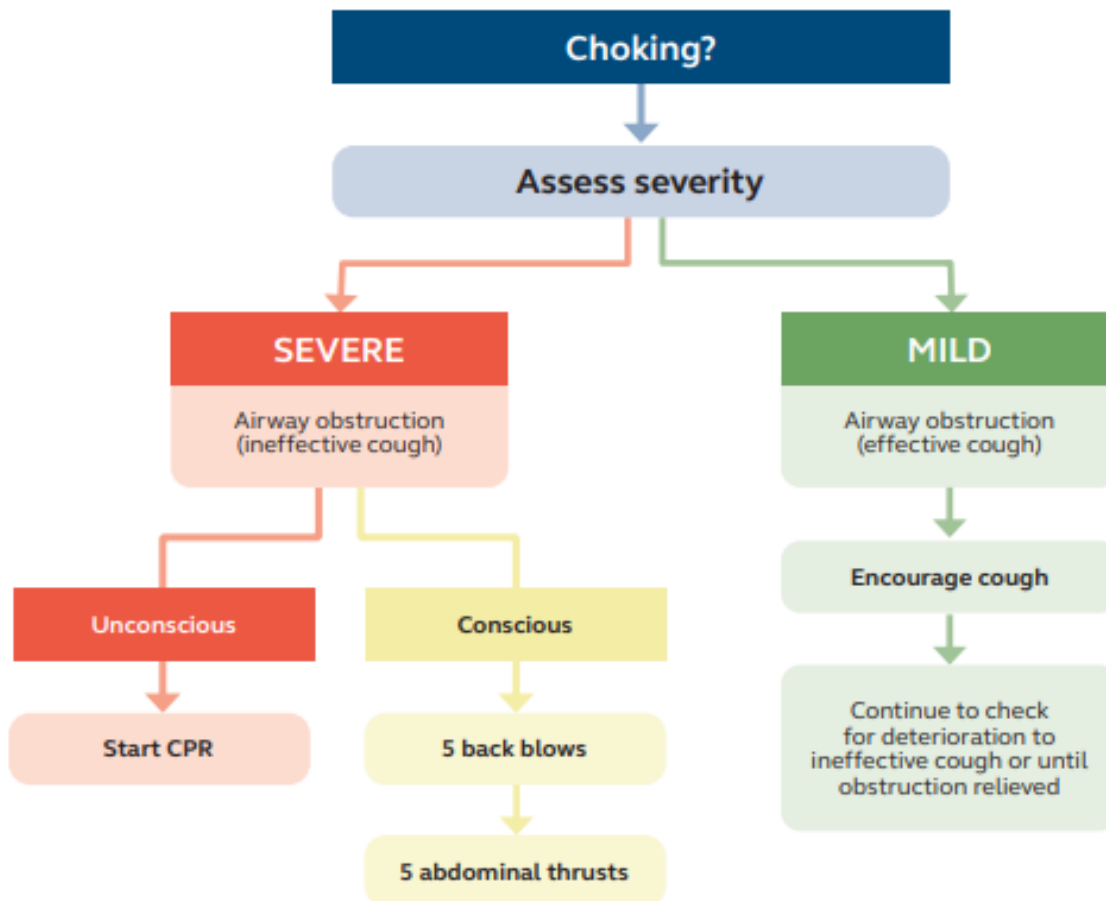 Choking?
Assess severity
SEVERE
Airway obstruction
(ineffective cough)
MILD
Airway obstruction
(effective cough)
Unconscious
Start CPR
Conscious
5 back blows
5 abdominal thrusts
Encourage cough
Continue to check
for deterioration to
ineffective cough or until
obstruction relieved